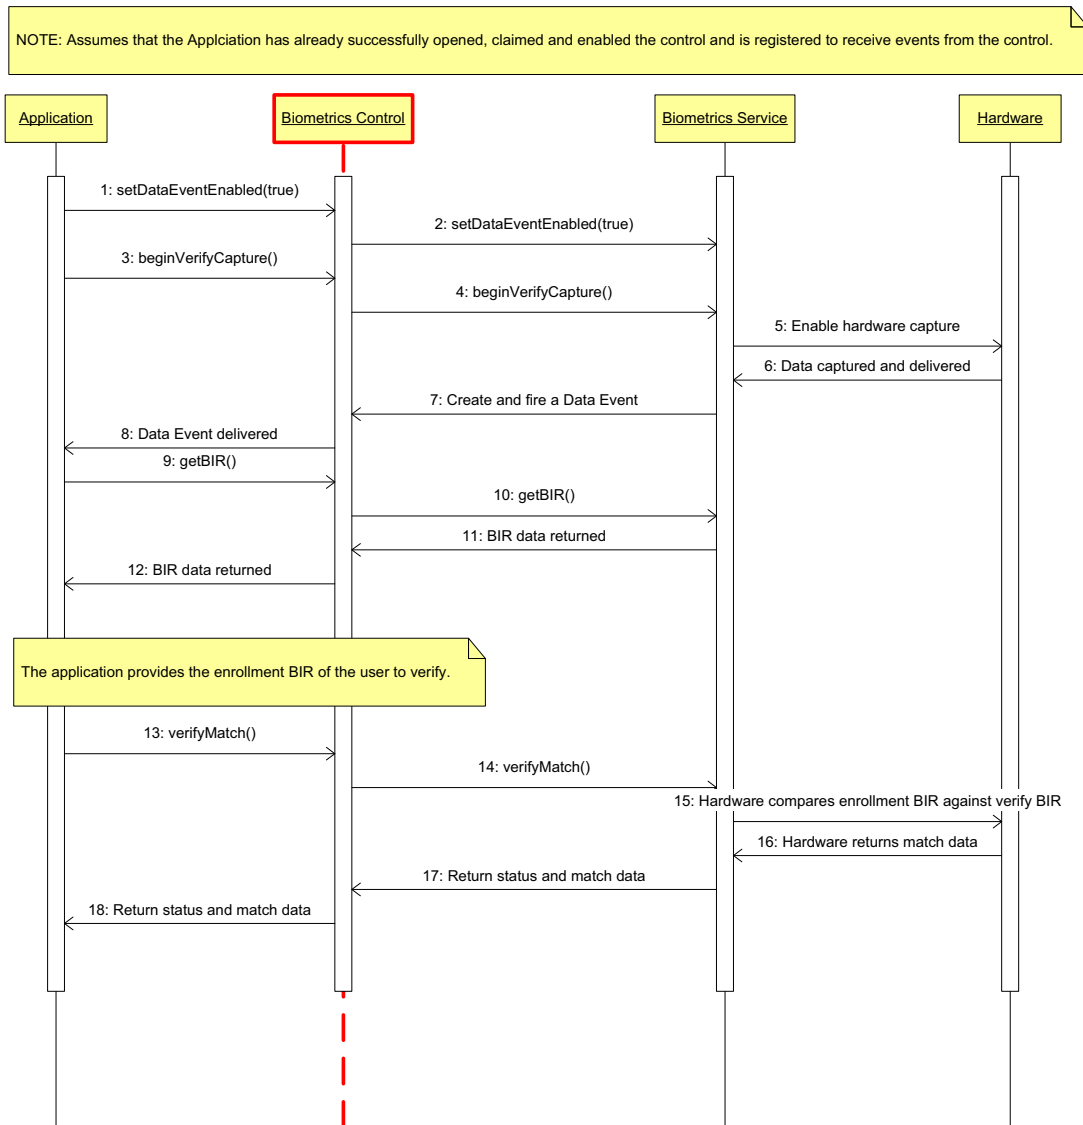 NOTE: Assumes that the Applciation has already successfully opened, claimed and enabled the control and is registered to receive events from the control.
Application
Biometrics Control
Biometrics Service
Hardware
1: setDataEventEnabled(true)
2: setDataEventEnabled(true)
3: beginVerifyCapture()
4: beginVerifyCapture()
5: Enable hardware capture
6: Data captured and delivered
7: Create and fire a Data Event
8: Data Event delivered
9: getBIR()
10: getBIR()
11: BIR data returned
12: BIR data returned
The application provides the enrollment BIR of the user to verify.
13: verifyMatch()
14: verifyMatch()
15: Hardware compares enrollment BIR against verify BIR
16: Hardware returns match data
17: Return status and match data
18: Return status and match data